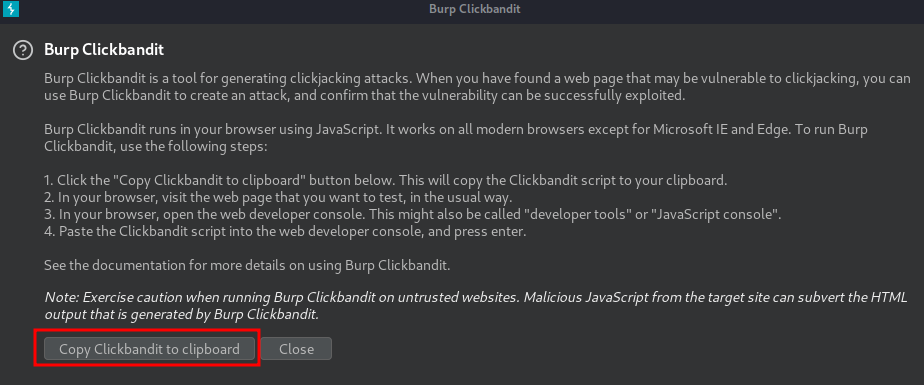 Burp Clickbandit
Burp Clickbandit
Burp Clickbandit is a tool for generating clickjacking attacks. When you have found a web page that may be vulnerable to clickjacking, you can
use Burp Clickbandit to create an attack, and confirm that the vulnerability can be successfully exploited.
Burp Clickbandit runs in your browser using JavaScript. It works on all modern browsers except for Microsoft IE and Edge. To run Burp
Clickbandit, use the following steps:
1. Click the "Copy Clickbandit to clipboard" button below. This will copy the Clickbandit script to your clipboard.
2. In your browser, visit the web page that you want to test, in the usual way.
3. In your browser, open the web developer console. This might also be called "developer tools" or "JavaScript console".
4. Paste the Clickbandit script into the web developer console, and press enter.
See the documentation for more details on using Burp Clickbandit.
Note: Exercise caution when running Burp Clickbandit on untrusted websites. Malicious JavaScript from the target site can subvert the HTML
output that is generated by Burp Clickbandit.
Copy Clickbandit to clipboard Close